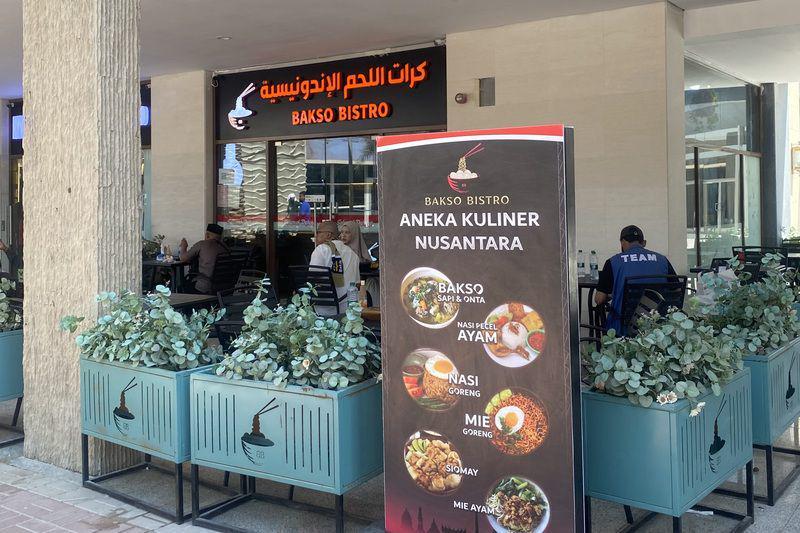 كرات اللحم الإندونيسية
BAKSO BISTRO
BAKSO BISTRO
ANEKA KULINER
NUSANTARA
BAKSO
SAPI & ONTA
NASI PECEL
AYAM
NASI
GORENG
MIE
GORENG
SIOMAY
MIE AYAM
TEAM